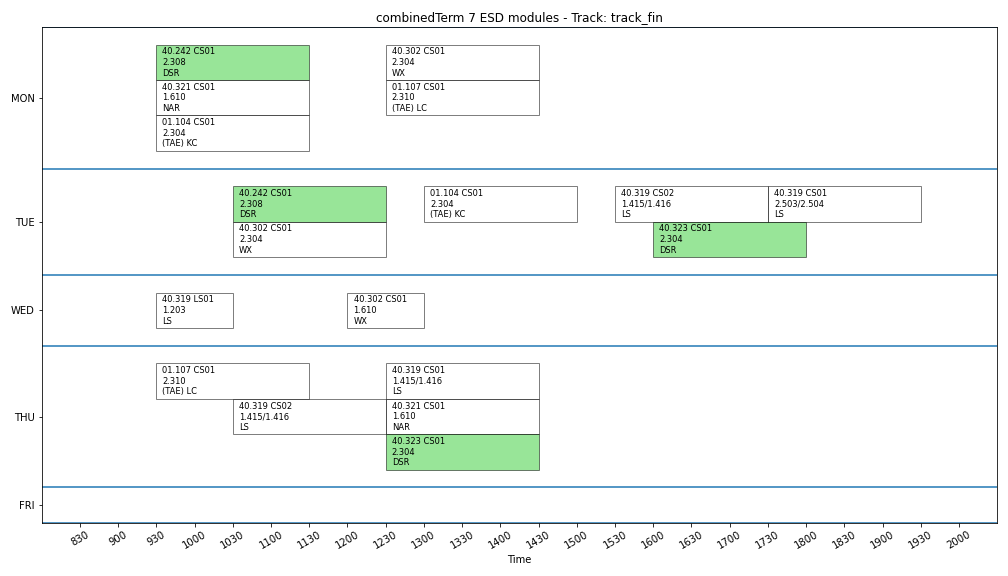 combinedTerm 7 ESD modules - Track: track_fin
MON
40.242 CS01
2.308
DSR
40.321 CS01
1.610
NAR
01.104 CS01
2.304
(TAE) KC
40.302 CS01
2.304
WX
01.107 CS01
2.310
(TAE) LC
TUE
40.242 CS01
2.308
DSR
40.302 CS01
2.304
WX
01.104 CS01
2.304
(TAE) KC
40.319 CS02
1.415/1.416
LS
40.319 CS01
2.503/2.504
LS
40.323 CS01
2.304
DSR
WED
40.319 LS01
1.203
LS
40.302 CS01
1.610
WX
THU
01.107 CS01
2.310
(TAE) LC
40.319 CS02
1.415/1.416
LS
40.319 CS01
1.415/1.416
LS
40.321 CS01
1.610
NAR
40.323 CS01
2.304
DSR
FRI
830 900 930 1000 1030 1100 1130 1200 1230 1300 1330 1400 1430 1500 1530 1600 1630 1700 1730 1800 1830 1900 1930 2000
Time